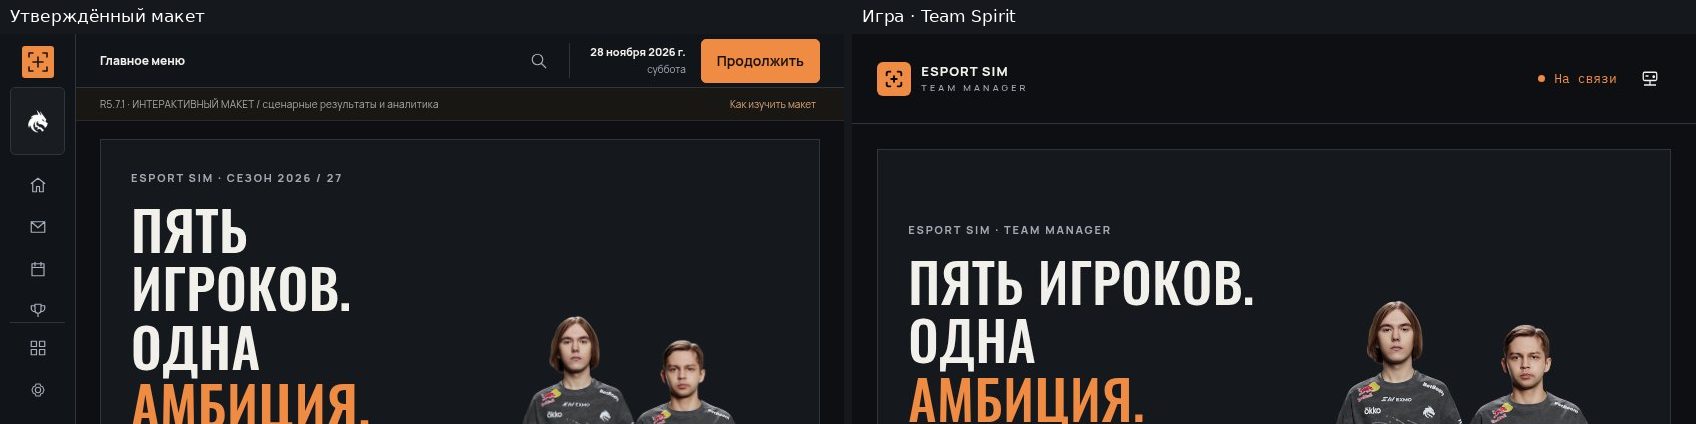 Утверждённый макет
Главное меню
28 ноября 2026 г.
суббота
Продолжить
R5.7.1 · ИНТЕРАКТИВНЫЙ МАКЕТ / сценарные результаты и аналитика
Как изучить макет
ESPORT SIM · СЕЗОН 2026 / 27
ПЯТЬ
ИГРОКОВ.
ОДНА
АМБИЦИЯ.
Игра · Team Spirit
ESPORT SIM
TEAM MANAGER
На связи
ESPORT SIM · TEAM MANAGER
ПЯТЬ ИГРОКОВ.
ОДНА
АМБИЦИЯ.